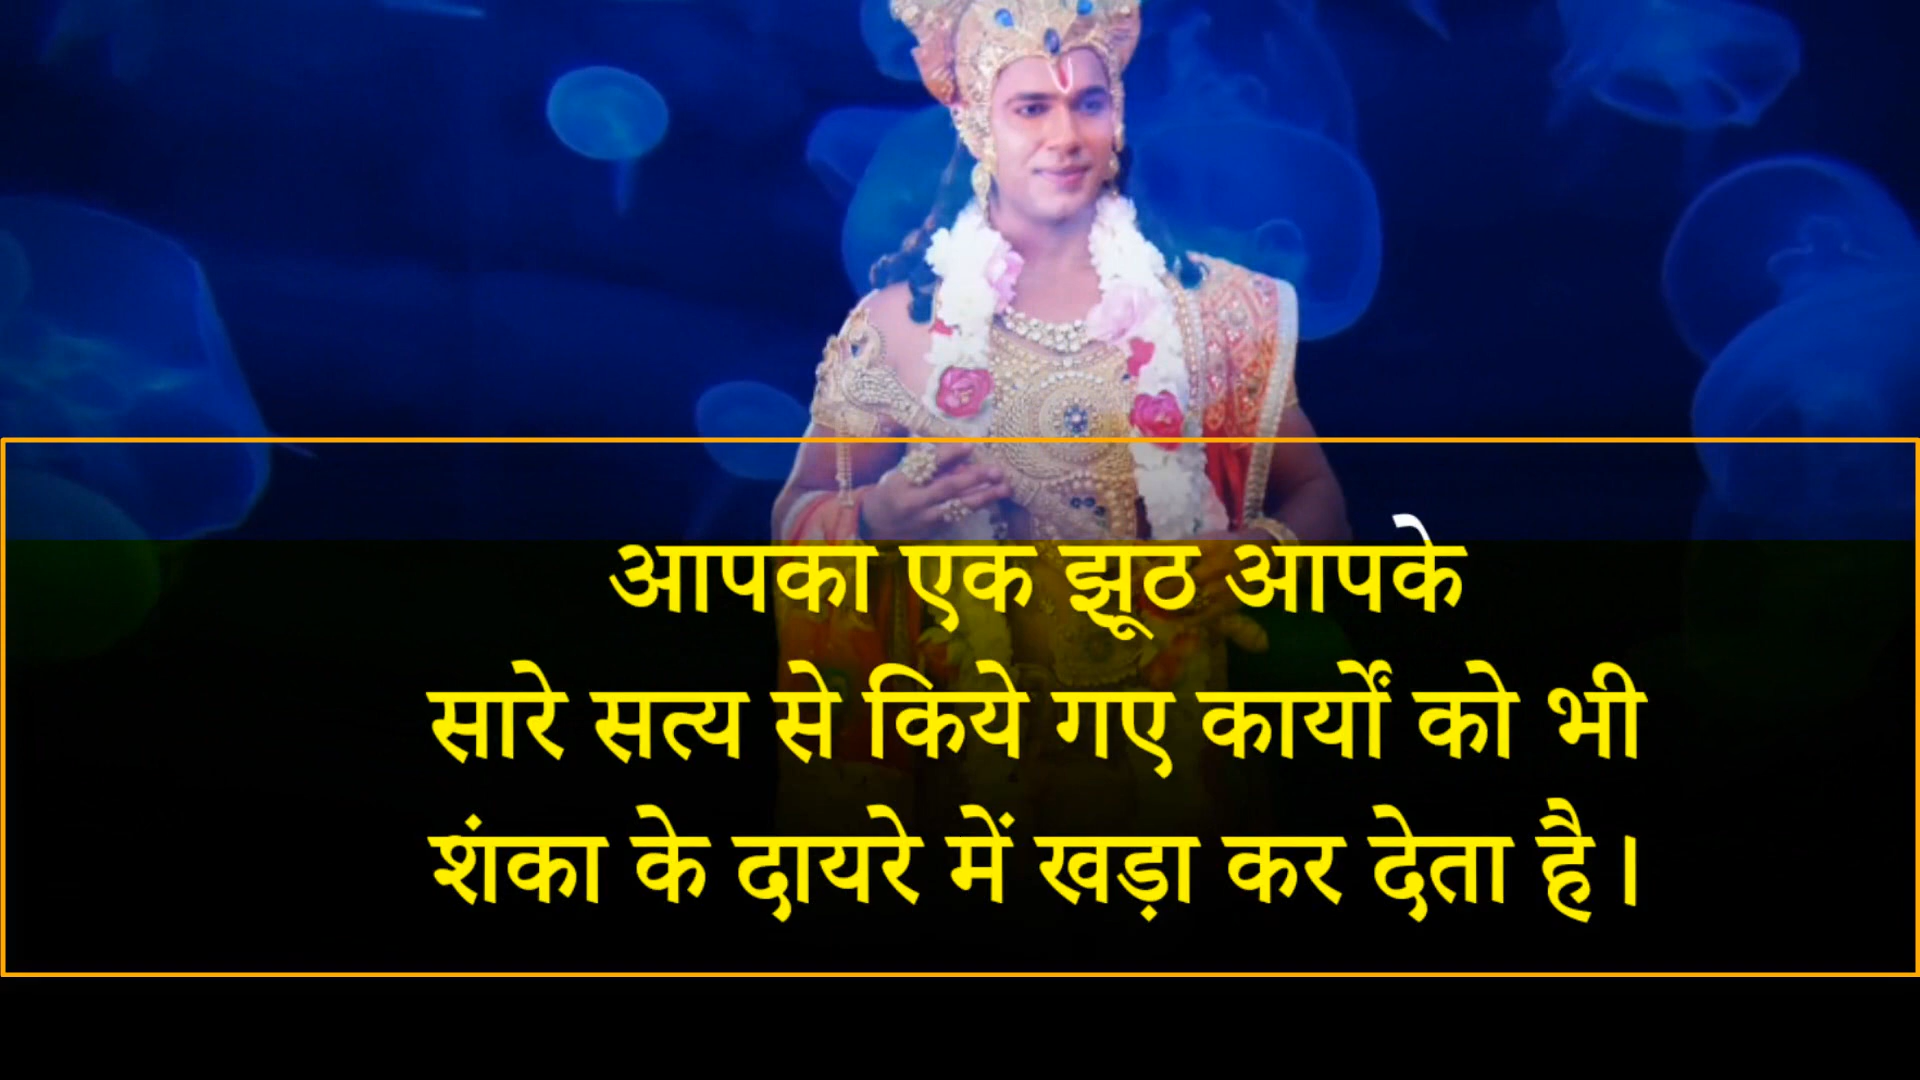 आपका एक झूठ आपके
सारे सत्य से किये गए कार्यों को भी
शंका के दायरे में खड़ा कर देता है।